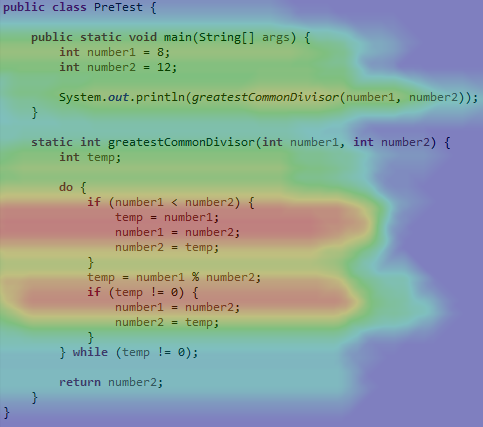 public class PreTest {
public static void main(String[] args) {
int number1 = 8;
int number2 = 12;
System.out.println(greatestCommonDivisor(number1, number2));
}
static int greatestCommonDivisor(int number1, int number2) {
int temp;
do {
if (number1 < number2) {
temp = number1;
number1 = number2;
number2 = temp;
}
temp = number1 % number2;
if (temp != 0) {
number1 = number2;
number2 = temp;
}
} while (temp != 0);
return number2;
}
}